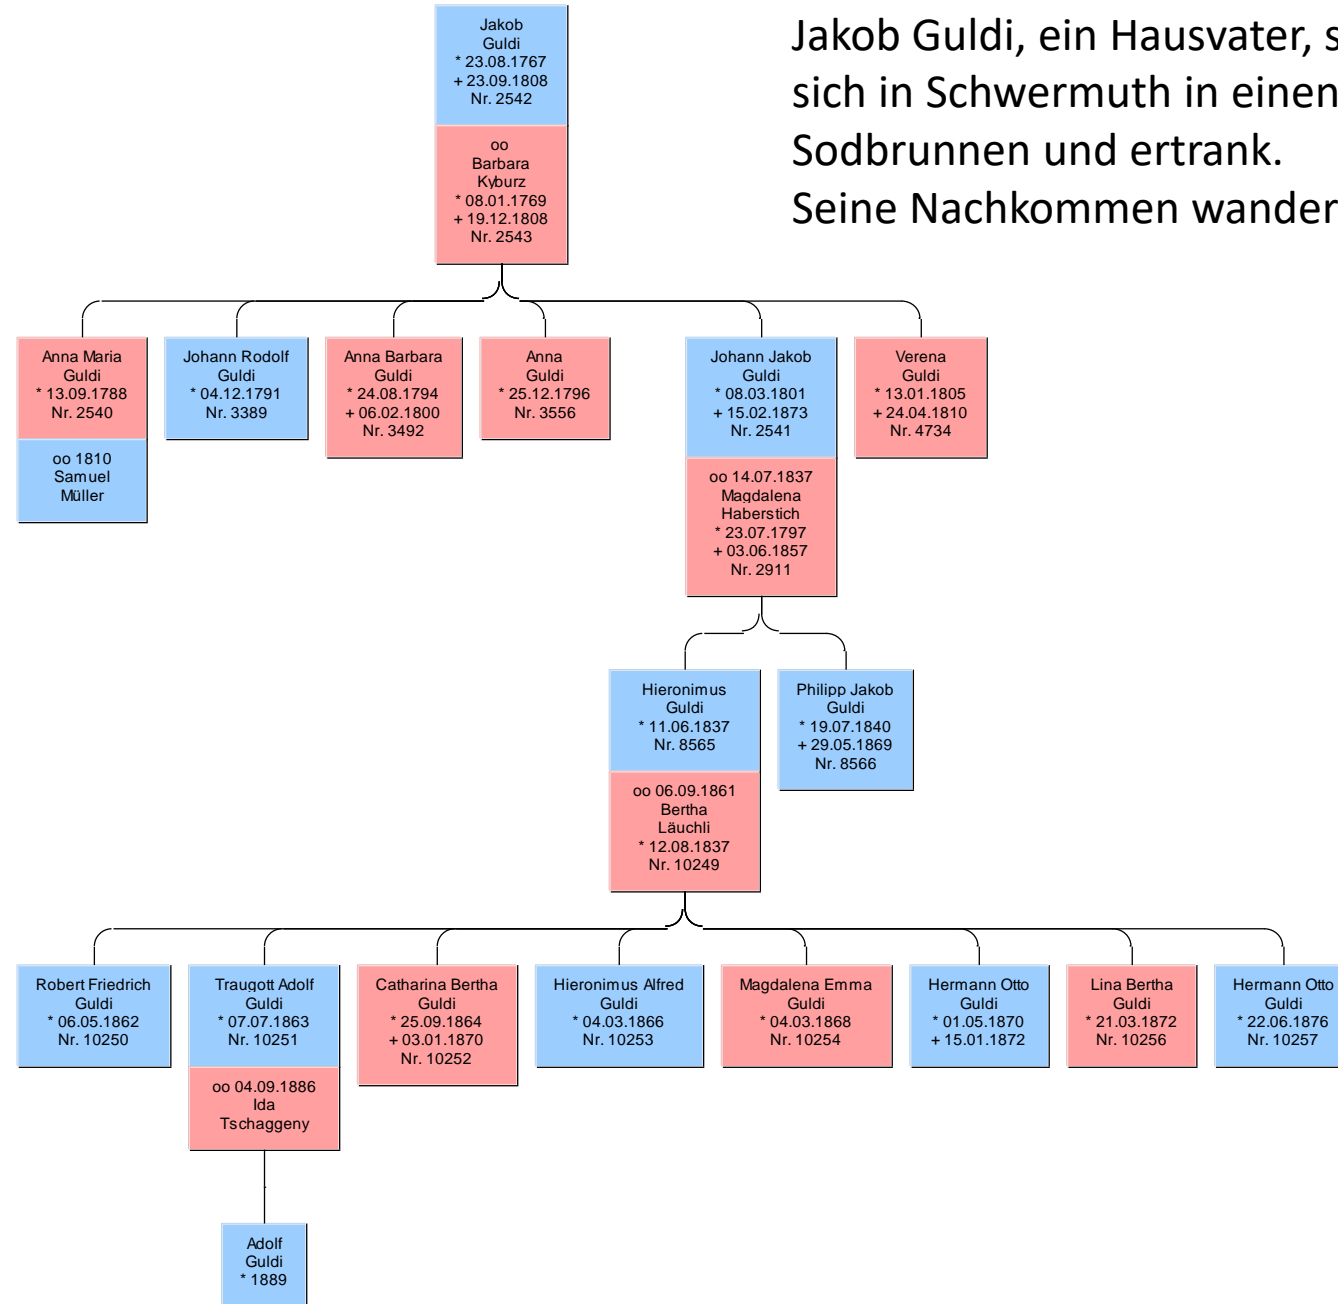 Jakob
Guldi
* 23.08.1767
+ 23.09.1808
Nr. 2542
oo
Barbara
Kyburz
* 08.01.1769
+ 19.12.1808
Nr. 2543
Jakob Guldi, ein Hausvater, s
sich in Schwermuth in einen
Sodbrunnen und ertrank.
Seine Nachkommen wander
Anna Maria
Guldi
* 13.09.1788
Nr. 2540
oo 1810
Samuel
Müller
Johann Rodolf
Guldi
* 04.12.1791
Nr. 3389
Anna Barbara
Guldi
* 24.08.1794
+ 06.02.1800
Nr. 3492
Anna
Guldi
* 25.12.1796
Nr. 3556
Johann Jakob
Guldi
* 08.03.1801
+ 15.02.1873
Nr. 2541
oo 14.07.1837
Magdalena
Haberstich
* 23.07.1797
+ 03.06.1857
Nr. 2911
Verena
Guldi
* 13.01.1805
+ 24.04.1810
Nr. 4734
Hieronimus
Guldi
* 11.06.1837
Nr. 8565
oo 06.09.1861
Bertha
Läuchli
* 12.08.1837
Nr. 10249
Philipp Jakob
Guldi
* 19.07.1840
+ 29.05.1869
Nr. 8566
Robert Friedrich
Guldi
* 06.05.1862
Nr. 10250
Traugott Adolf
Guldi
* 07.07.1863
Nr. 10251
oo 04.09.1886
Ida
Tschaggeny
Catharina Bertha
Guldi
* 25.09.1864
+ 03.01.1870
Nr. 10252
Hieronimus Alfred
Guldi
* 04.03.1866
Nr. 10253
Magdalena Emma
Guldi
* 04.03.1868
Nr. 10254
Hermann Otto
Guldi
* 01.05.1870
+ 15.01.1872
Lina Bertha
Guldi
* 21.03.1872
Nr. 10256
Hermann Otto
Guldi
* 22.06.1876
Nr. 10257
Adolf
Guldi
* 1889